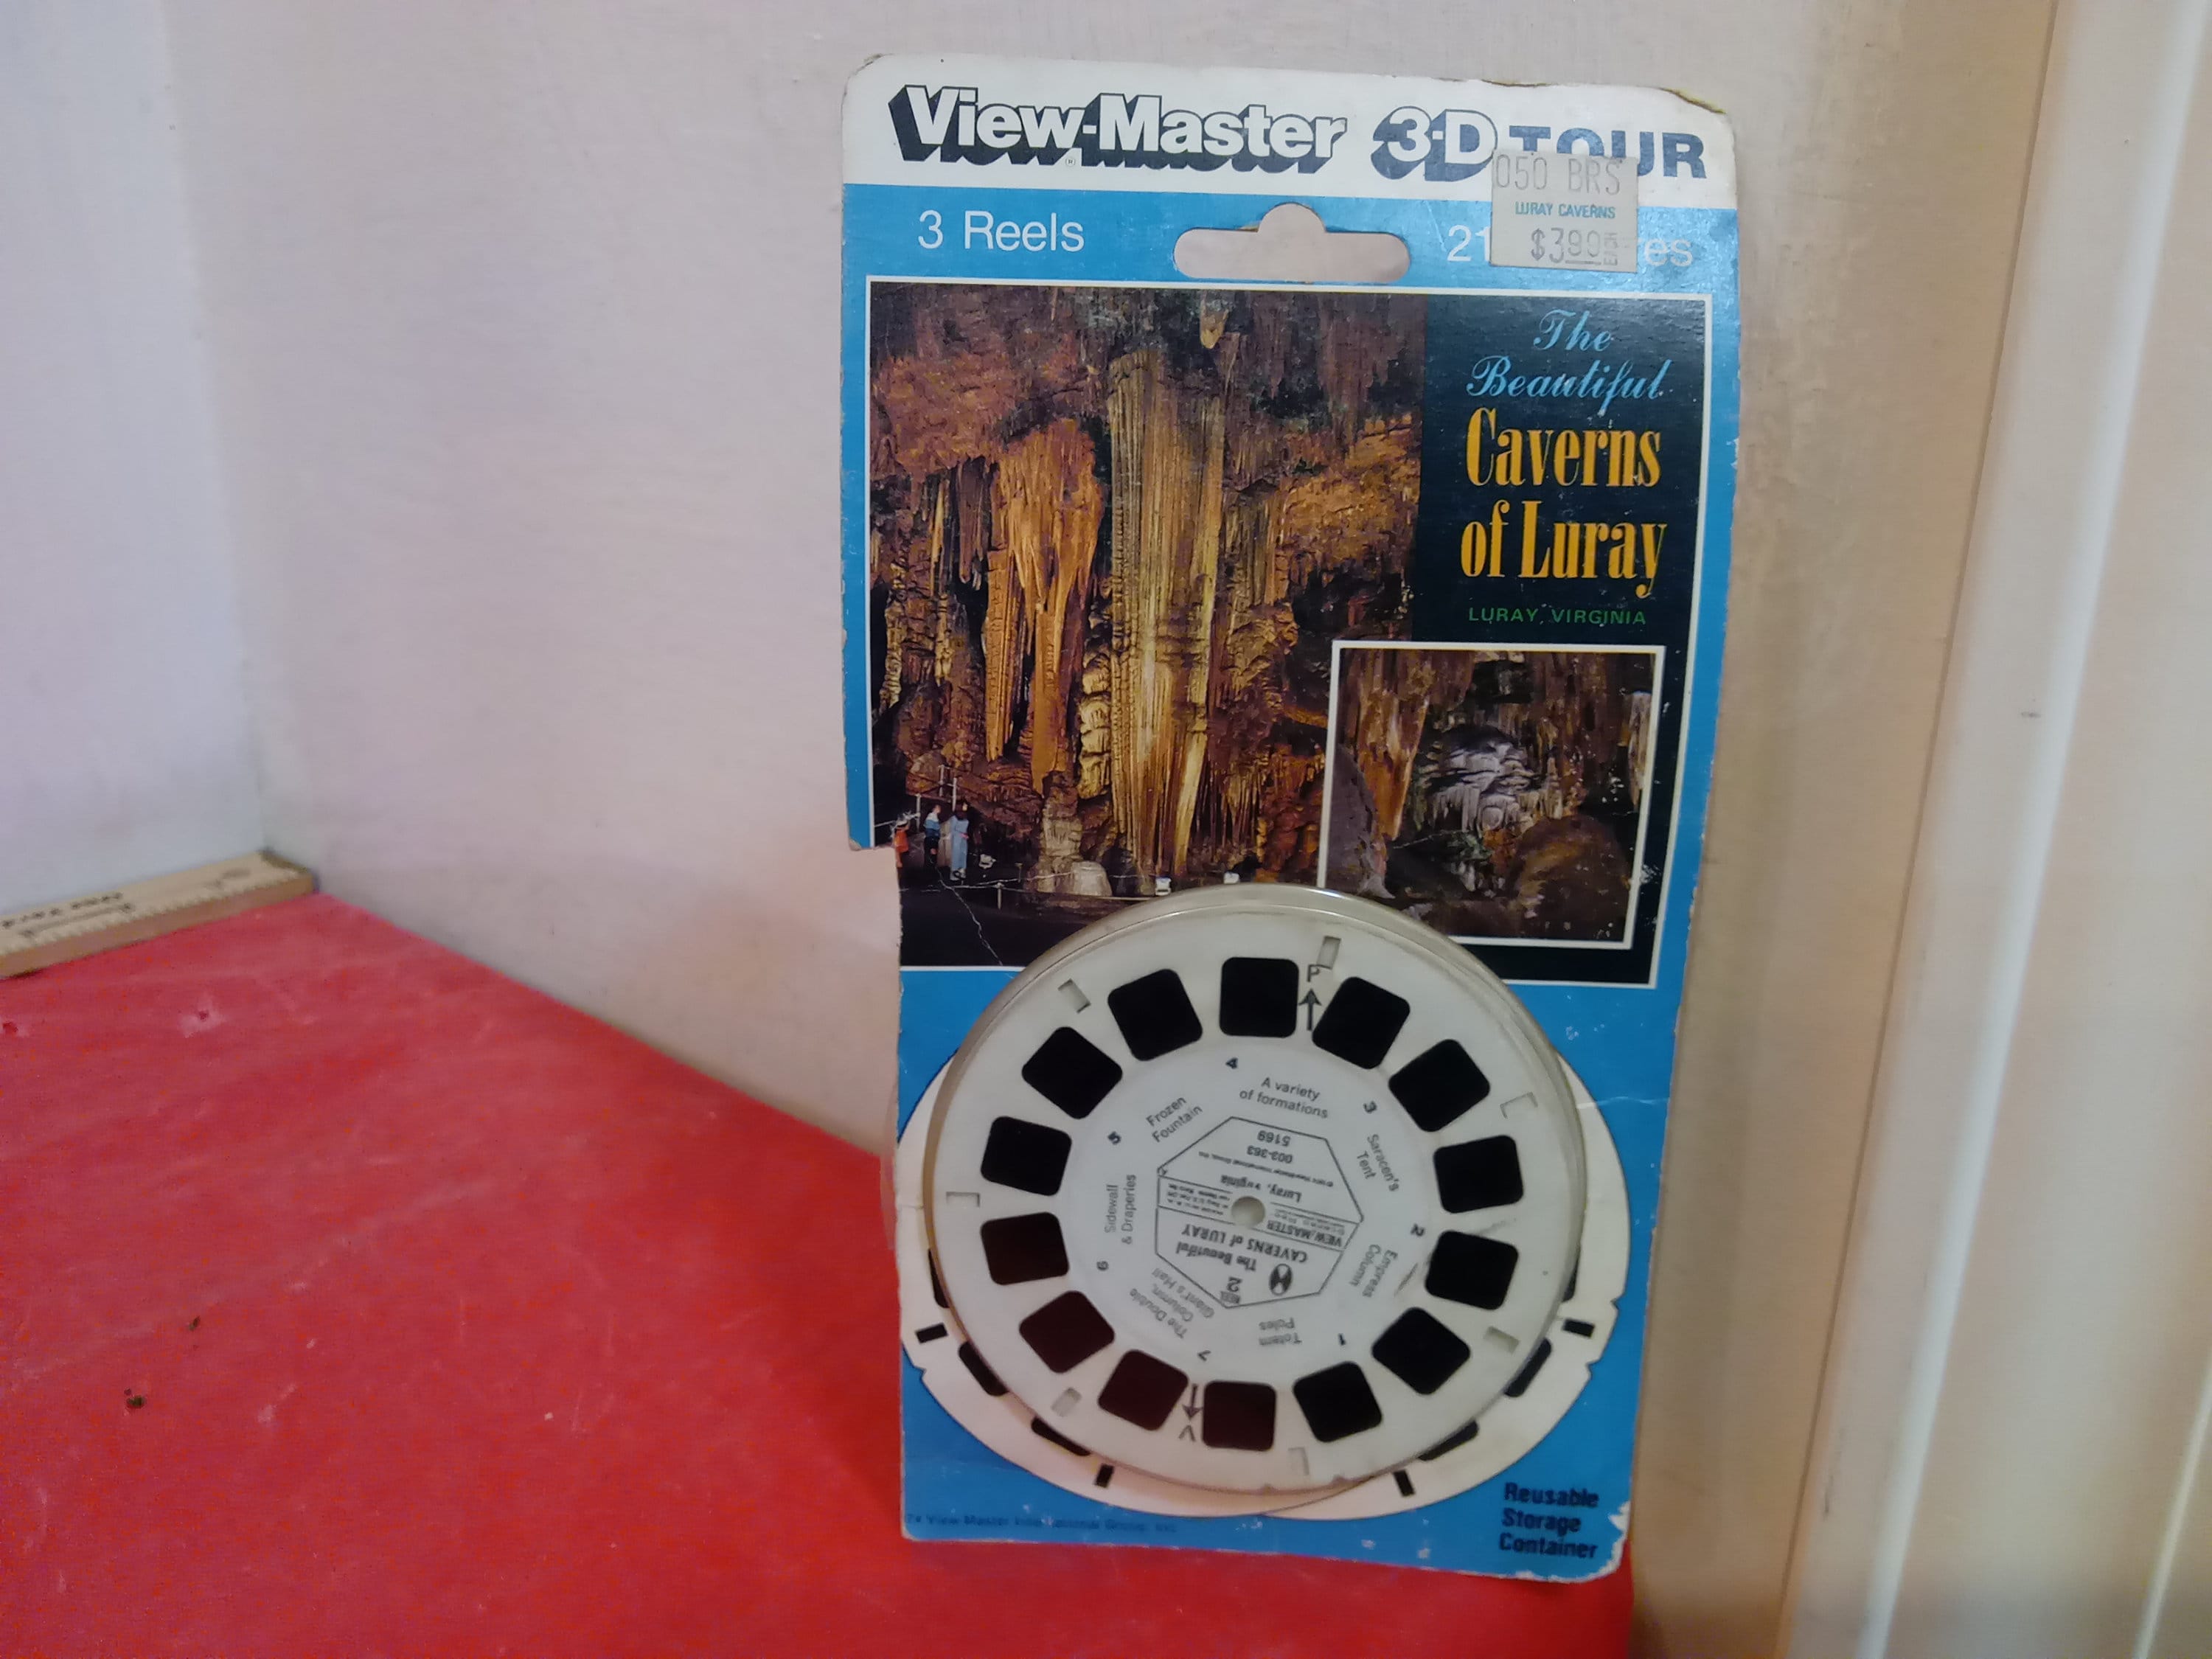 View-Master® 3-D TOUR
050 BRS
LURAY CAVERNS
$3.99
3 Reels
21
es
The
Beautiful
Caverns
of Luray
LURAY, VIRGINIA
P
4
A variety
of formations
3
Saracen's
Tent
2
Empress
Column
1
Totem
Poles
7
The Double
Column,
Giant's Hall
6
Sidewall
& Draperies
5
Frozen
Fountain
REEL
2
The Beautiful
CAVERNS of LURAY
VIEW-MASTER
Luray, Virginia
003-363
5169
V
Reusable
Storage
Container